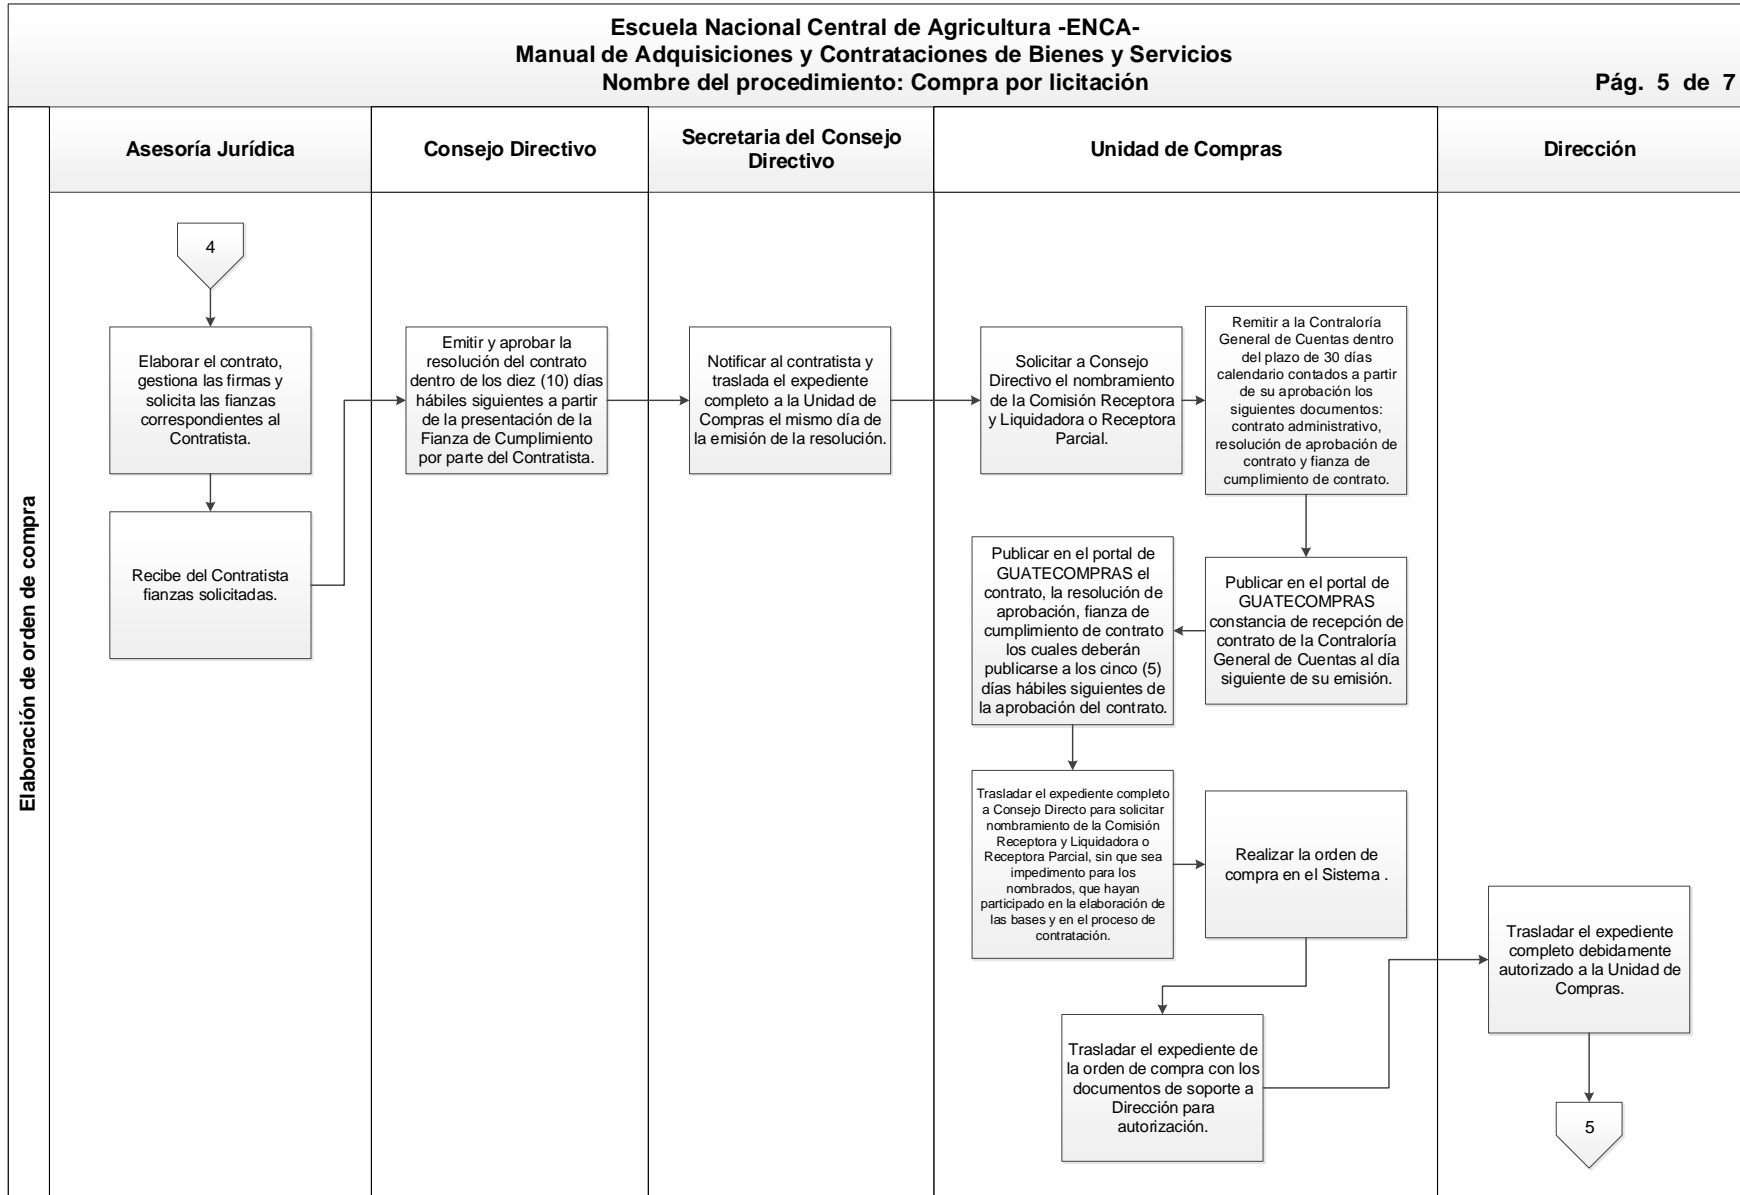 Escuela Nacional Central de Agricultura -ENCA-
Manual de Adquisiciones y Contrataciones de Bienes y Servicios
Nombre del procedimiento: Compra por licitación
Pág. 5 de 7
Asesoría Jurídica
Consejo Directivo
Secretaria del Consejo
Directivo
Unidad de Compras
Dirección
Elaboración de orden de compra
4
Elaborar el contrato,
gestiona las firmas y
solicita las fianzas
correspondientes al
Contratista.
Recibe del Contratista
fianzas solicitadas.
Emitir y aprobar la
resolución del contrato
dentro de los diez (10) días
hábiles siguientes a partir
de la presentación de la
Fianza de Cumplimiento
por parte del Contratista.
Notificar al contratista y
traslada el expediente
completo a la Unidad de
Compras el mismo día de
la emisión de la resolución.
Solicitar a Consejo
Directivo el nombramiento
de la Comisión Receptora
y Liquidadora o Receptora
Parcial.
Remitir a la Contraloría
General de Cuentas dentro
del plazo de 30 días
calendario contados a partir
de su aprobación los
siguientes documentos:
contrato administrativo,
resolución de aprobación de
contrato y fianza de
cumplimiento de contrato.
Publicar en el portal de
GUATECOMPRAS
constancia de recepción de
contrato de la Contraloría
General de Cuentas al día
siguiente de su emisión.
Publicar en el portal de
GUATECOMPRAS el
contrato, la resolución de
aprobación, fianza de
cumplimiento de contrato
los cuales deberán
publicarse a los cinco (5)
días hábiles siguientes de
la aprobación del contrato.
Trasladar el expediente completo
a Consejo Directo para solicitar
nombramiento de la Comisión
Receptora y Liquidadora o
Receptora Parcial, sin que sea
impedimento para los
nombrados, que hayan
participado en la elaboración de
las bases y en el proceso de
contratación.
Realizar la orden de
compra en el Sistema .
Trasladar el expediente de
la orden de compra con los
documentos de soporte a
Dirección para
autorización.
Trasladar el expediente
completo debidamente
autorizado a la Unidad de
Compras.
5